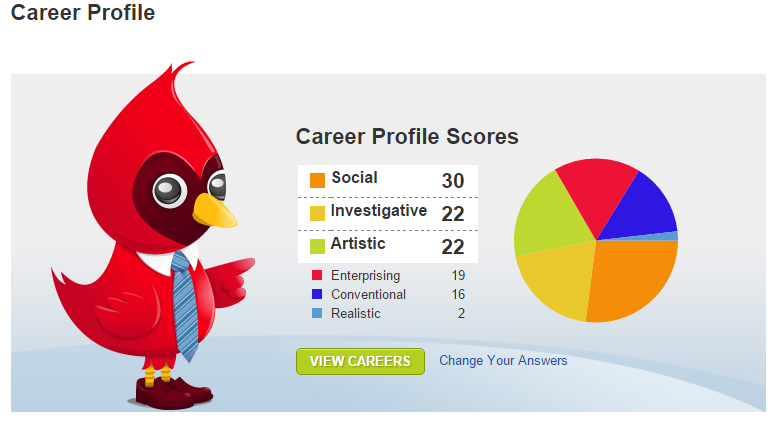 Career Profile
Career Profile Scores
Social 30
Investigative 22
Artistic 22
Enterprising 19
Conventional 16
Realistic 2
VIEW CAREERS Change Your Answers